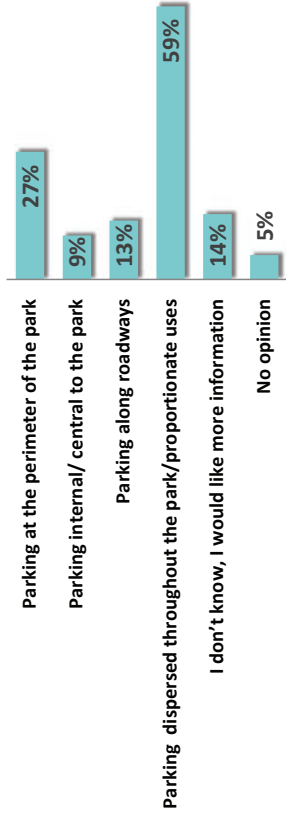 Parking at the perimeter of the park
27%
Parking internal/ central to the park
9%
Parking along roadways
13%
Parking  dispersed throughout the park/proportionate uses
59%
I don’t know, I would like more information
14%
No opinion
5%